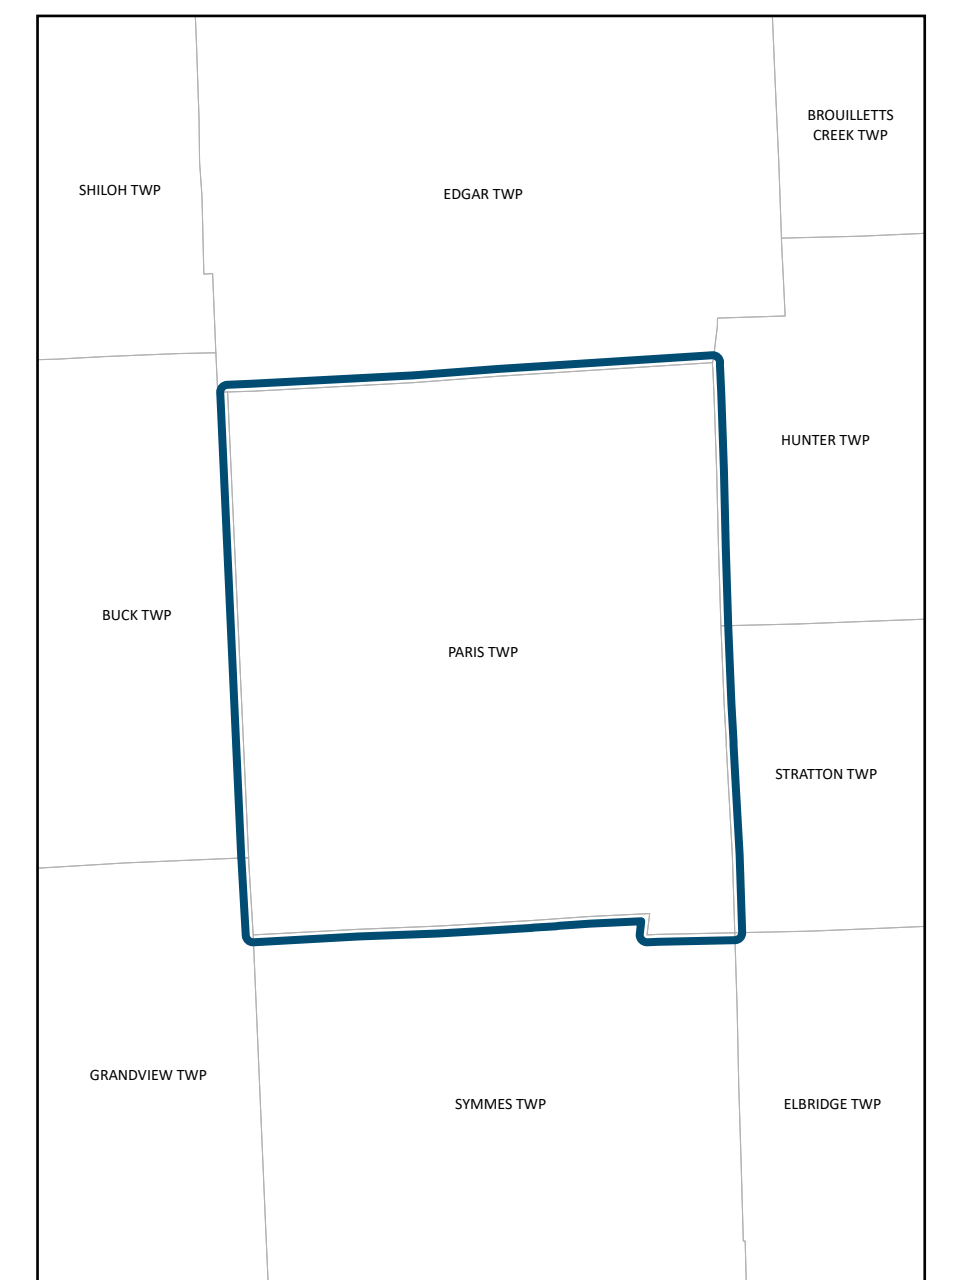 BROUILLETTS
CREEK TWP
SHILOH TWP
EDGAR TWP
HUNTER TWP
BUCK TWP
PARIS TWP
STRATTON TWP
GRANDVIEW TWP
SYMMES TWP
ELBRIDGE TWP